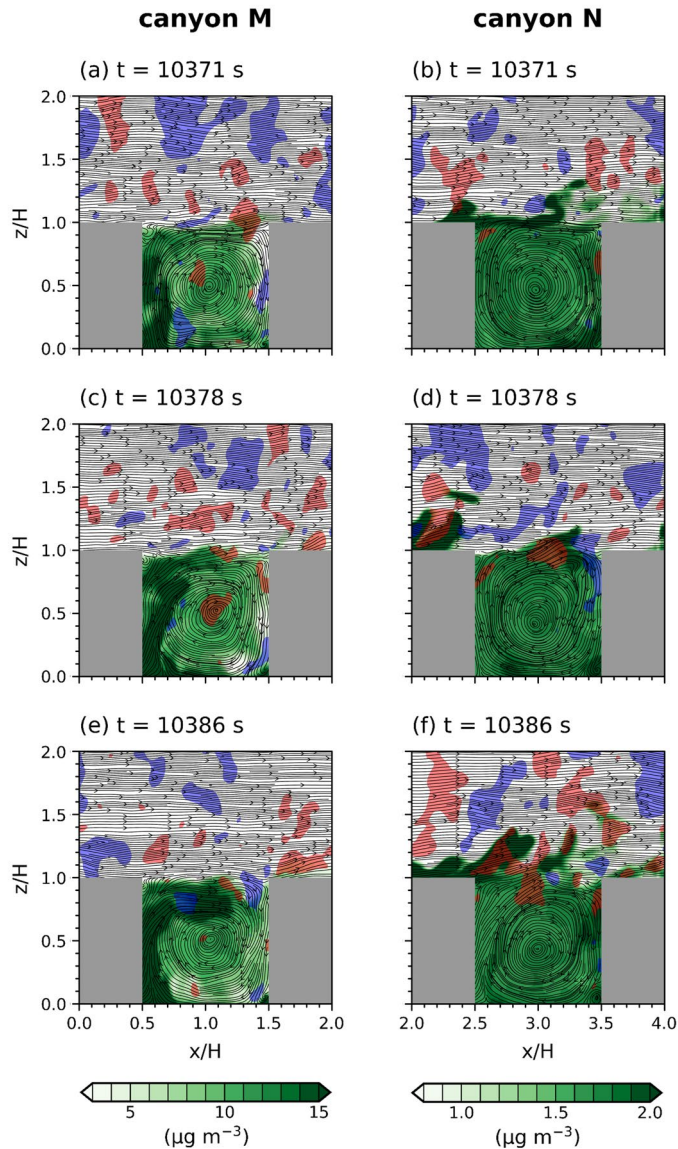 canyon M canyon N
(a) t = 10371 s (b) t = 10371 s
2.0
1.5
z/H
1.0
0.5
0.0
(c) t = 10378 s (d) t = 10378 s
2.0
1.5
z/H
1.0
0.5
0.0
(e) t = 10386 s (f) t = 10386 s
2.0
1.5
z/H
1.0
0.5
0.0
0.0 0.5 1.0 1.5 2.0 2.0 2.5 3.0 3.5 4.0
x/H x/H
5 10 15 1.0 1.5 2.0
(μg m⁻³) (μg m⁻³)